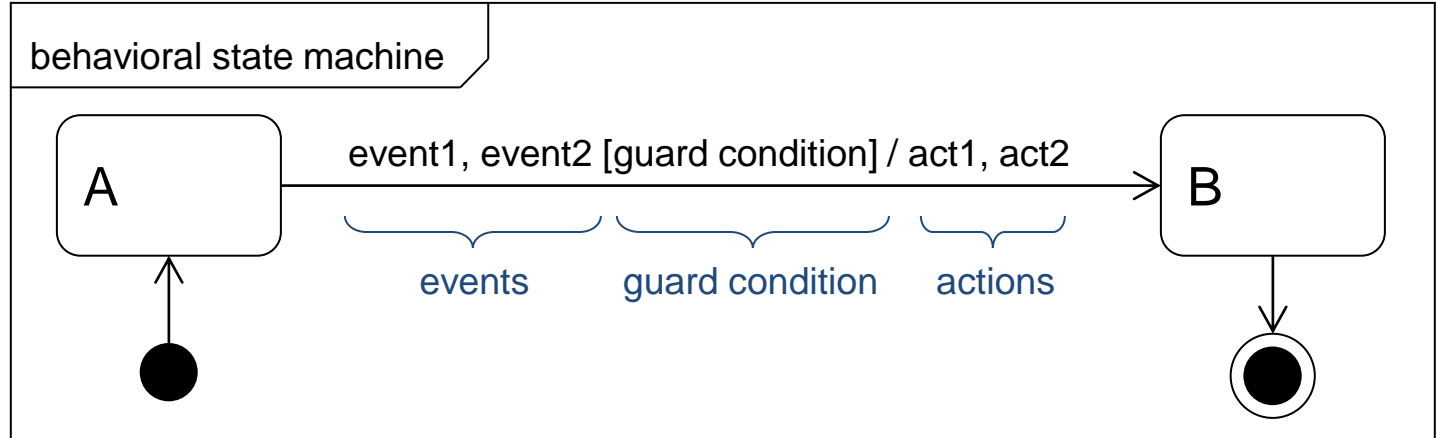 behavioral state machine
A
event1, event2 [guard condition] / act1, act2
B
events
guard condition
actions